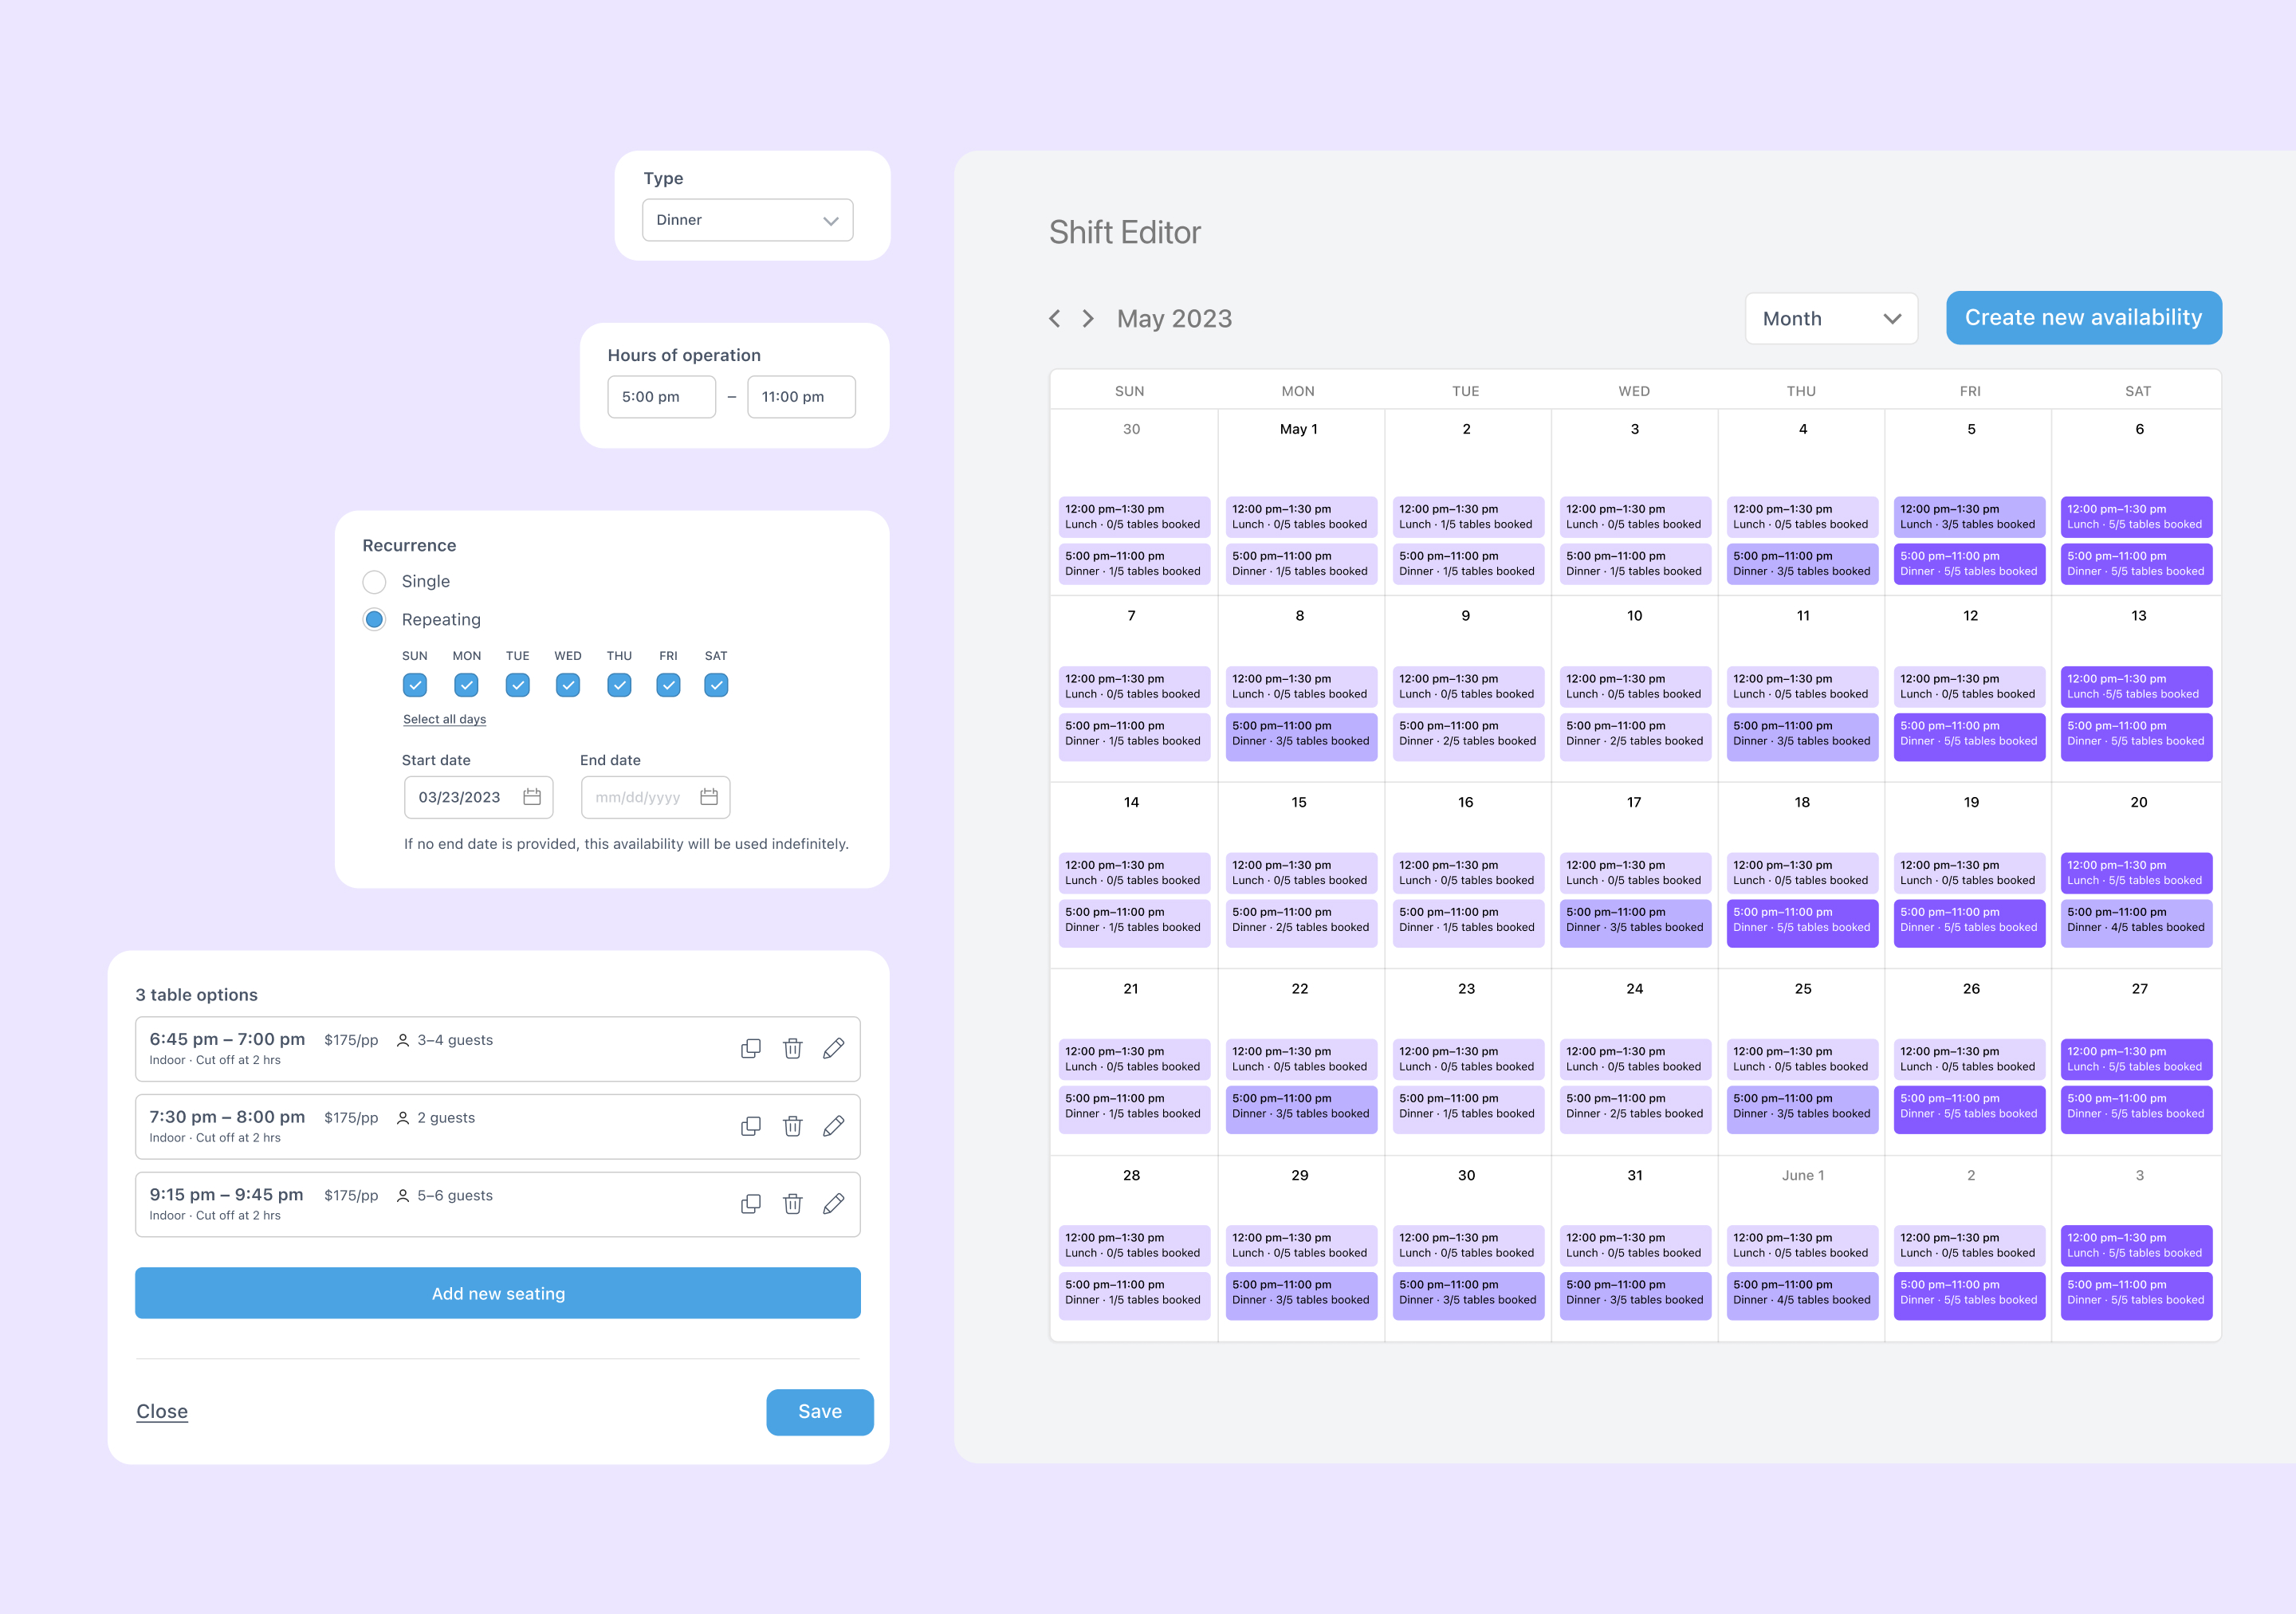 Type
Dinner
Hours of operation
5:00 pm – 11:00 pm
Recurrence
Single
Repeating
SUN MON TUE WED THU FRI SAT
Select all days
Start date End date
03/23/2023 mm/dd/yyyy
If no end date is provided, this availability will be used indefinitely.
3 table options
6:45 pm – 7:00 pm $175/pp 3–4 guests
Indoor · Cut off at 2 hrs
7:30 pm – 8:00 pm $175/pp 2 guests
Indoor · Cut off at 2 hrs
9:15 pm – 9:45 pm $175/pp 5–6 guests
Indoor · Cut off at 2 hrs
Add new seating
Close Save
Shift Editor
May 2023 Month Create new availability
SUN MON TUE WED THU FRI SAT
30 May 1 2 3 4 5 6
12:00 pm–1:30 pm 12:00 pm–1:30 pm 12:00 pm–1:30 pm 12:00 pm–1:30 pm 12:00 pm–1:30 pm 12:00 pm–1:30 pm 12:00 pm–1:30 pm
Lunch · 0/5 tables booked Lunch · 0/5 tables booked Lunch · 1/5 tables booked Lunch · 0/5 tables booked Lunch · 0/5 tables booked Lunch · 3/5 tables booked Lunch · 5/5 tables booked
5:00 pm–11:00 pm 5:00 pm–11:00 pm 5:00 pm–11:00 pm 5:00 pm–11:00 pm 5:00 pm–11:00 pm 5:00 pm–11:00 pm 5:00 pm–11:00 pm
Dinner · 1/5 tables booked Dinner · 1/5 tables booked Dinner · 1/5 tables booked Dinner · 1/5 tables booked Dinner · 3/5 tables booked Dinner · 5/5 tables booked Dinner · 5/5 tables booked
7 8 9 10 11 12 13
12:00 pm–1:30 pm 12:00 pm–1:30 pm 12:00 pm–1:30 pm 12:00 pm–1:30 pm 12:00 pm–1:30 pm 12:00 pm–1:30 pm 12:00 pm–1:30 pm
Lunch · 0/5 tables booked Lunch · 0/5 tables booked Lunch · 0/5 tables booked Lunch · 0/5 tables booked Lunch · 0/5 tables booked Lunch · 0/5 tables booked Lunch ·5/5 tables booked
5:00 pm–11:00 pm 5:00 pm–11:00 pm 5:00 pm–11:00 pm 5:00 pm–11:00 pm 5:00 pm–11:00 pm 5:00 pm–11:00 pm 5:00 pm–11:00 pm
Dinner · 1/5 tables booked Dinner · 3/5 tables booked Dinner · 2/5 tables booked Dinner · 2/5 tables booked Dinner · 3/5 tables booked Dinner · 5/5 tables booked Dinner · 5/5 tables booked
14 15 16 17 18 19 20
12:00 pm–1:30 pm 12:00 pm–1:30 pm 12:00 pm–1:30 pm 12:00 pm–1:30 pm 12:00 pm–1:30 pm 12:00 pm–1:30 pm 12:00 pm–1:30 pm
Lunch · 0/5 tables booked Lunch · 0/5 tables booked Lunch · 0/5 tables booked Lunch · 0/5 tables booked Lunch · 0/5 tables booked Lunch · 0/5 tables booked Lunch · 5/5 tables booked
5:00 pm–11:00 pm 5:00 pm–11:00 pm 5:00 pm–11:00 pm 5:00 pm–11:00 pm 5:00 pm–11:00 pm 5:00 pm–11:00 pm 5:00 pm–11:00 pm
Dinner · 1/5 tables booked Dinner · 2/5 tables booked Dinner · 1/5 tables booked Dinner · 3/5 tables booked Dinner · 5/5 tables booked Dinner · 5/5 tables booked Dinner · 4/5 tables booked
21 22 23 24 25 26 27
12:00 pm–1:30 pm 12:00 pm–1:30 pm 12:00 pm–1:30 pm 12:00 pm–1:30 pm 12:00 pm–1:30 pm 12:00 pm–1:30 pm 12:00 pm–1:30 pm
Lunch · 0/5 tables booked Lunch · 0/5 tables booked Lunch · 0/5 tables booked Lunch · 0/5 tables booked Lunch · 0/5 tables booked Lunch · 0/5 tables booked Lunch · 5/5 tables booked
5:00 pm–11:00 pm 5:00 pm–11:00 pm 5:00 pm–11:00 pm 5:00 pm–11:00 pm 5:00 pm–11:00 pm 5:00 pm–11:00 pm 5:00 pm–11:00 pm
Dinner · 1/5 tables booked Dinner · 3/5 tables booked Dinner · 1/5 tables booked Dinner · 2/5 tables booked Dinner · 3/5 tables booked Dinner · 5/5 tables booked Dinner · 5/5 tables booked
28 29 30 31 June 1 2 3
12:00 pm–1:30 pm 12:00 pm–1:30 pm 12:00 pm–1:30 pm 12:00 pm–1:30 pm 12:00 pm–1:30 pm 12:00 pm–1:30 pm 12:00 pm–1:30 pm
Lunch · 0/5 tables booked Lunch · 0/5 tables booked Lunch · 0/5 tables booked Lunch · 0/5 tables booked Lunch · 0/5 tables booked Lunch · 0/5 tables booked Lunch · 5/5 tables booked
5:00 pm–11:00 pm 5:00 pm–11:00 pm 5:00 pm–11:00 pm 5:00 pm–11:00 pm 5:00 pm–11:00 pm 5:00 pm–11:00 pm 5:00 pm–11:00 pm
Dinner · 1/5 tables booked Dinner · 3/5 tables booked Dinner · 3/5 tables booked Dinner · 3/5 tables booked Dinner · 4/5 tables booked Dinner · 5/5 tables booked Dinner · 5/5 tables booked